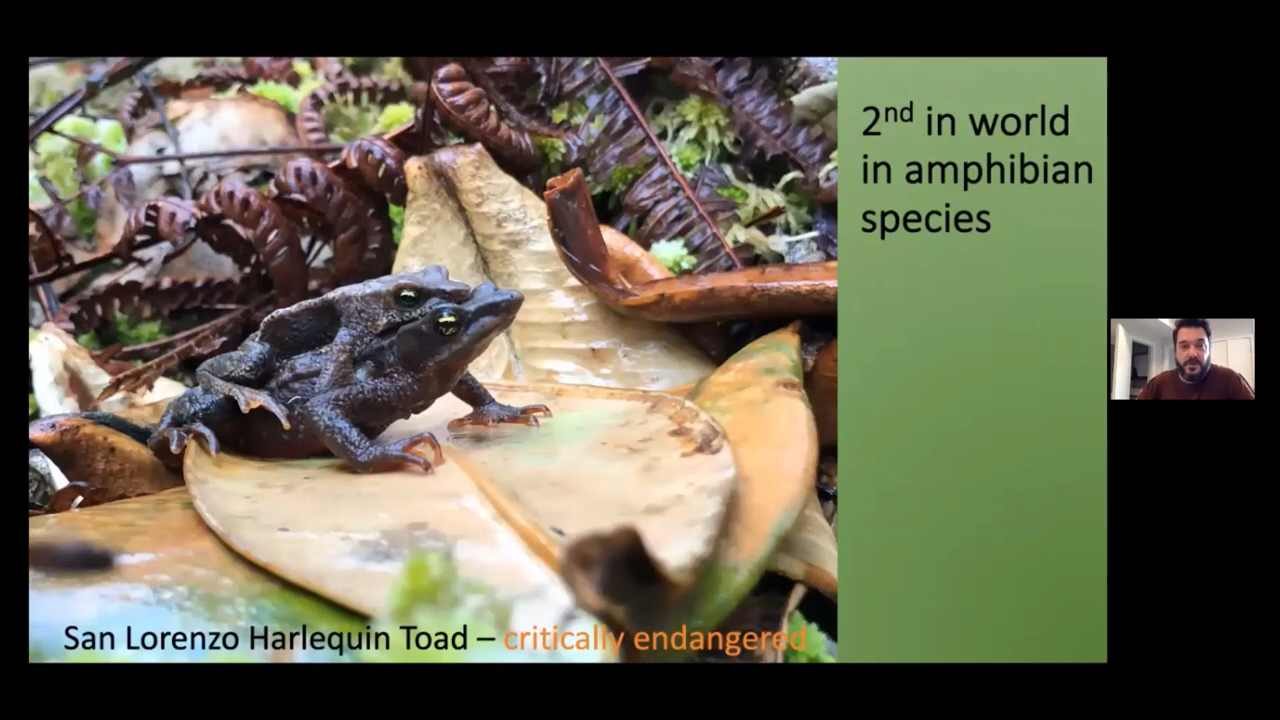 2nd in world
in amphibian
species
San Lorenzo Harlequin Toad – critically endangered